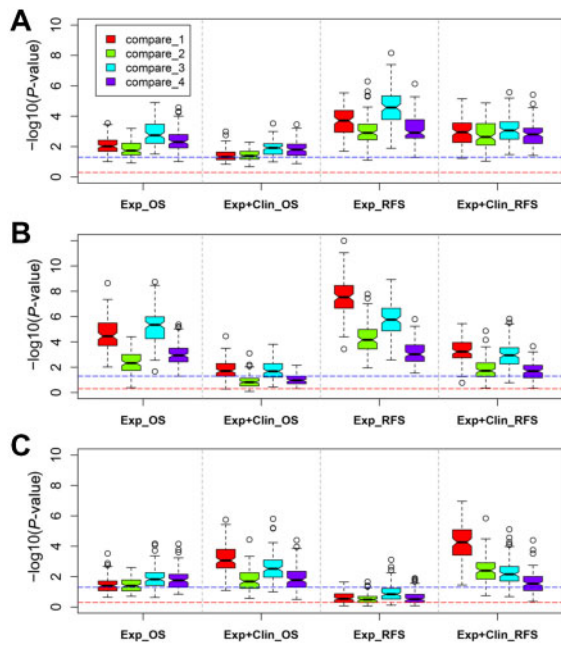 A
compare_1
compare_2
compare_3
compare_4
−log10(P-value)
10
8
6
4
2
0
Exp_OS
Exp+Clin_OS
Exp_RFS
Exp+Clin_RFS
B
−log10(P-value)
10
8
6
4
2
0
Exp_OS
Exp+Clin_OS
Exp_RFS
Exp+Clin_RFS
C
−log10(P-value)
8
6
4
2
0
Exp_OS
Exp+Clin_OS
Exp_RFS
Exp+Clin_RFS